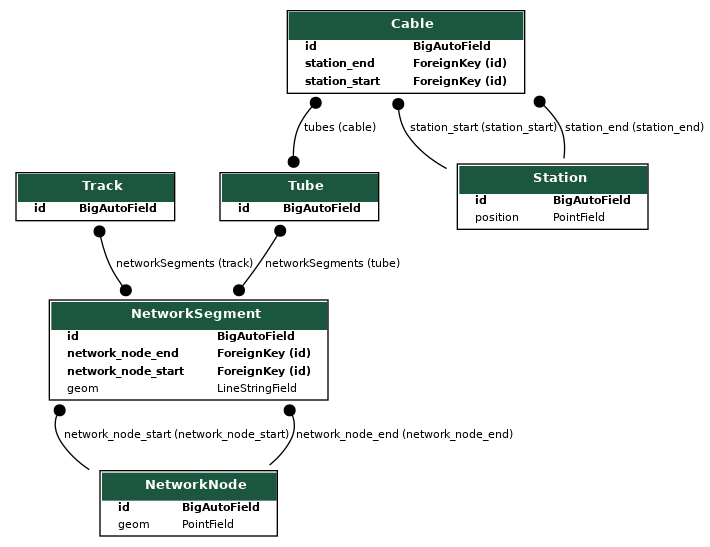 Cable
id BigAutoField
station_end ForeignKey (id)
station_start ForeignKey (id)
tubes (cable)
station_start (station_start)
station_end (station_end)
Track
id BigAutoField
Tube
id BigAutoField
Station
id BigAutoField
position PointField
networkSegments (track)
networkSegments (tube)
NetworkSegment
id BigAutoField
network_node_end ForeignKey (id)
network_node_start ForeignKey (id)
geom LineStringField
network_node_start (network_node_start)
network_node_end (network_node_end)
NetworkNode
id BigAutoField
geom PointField